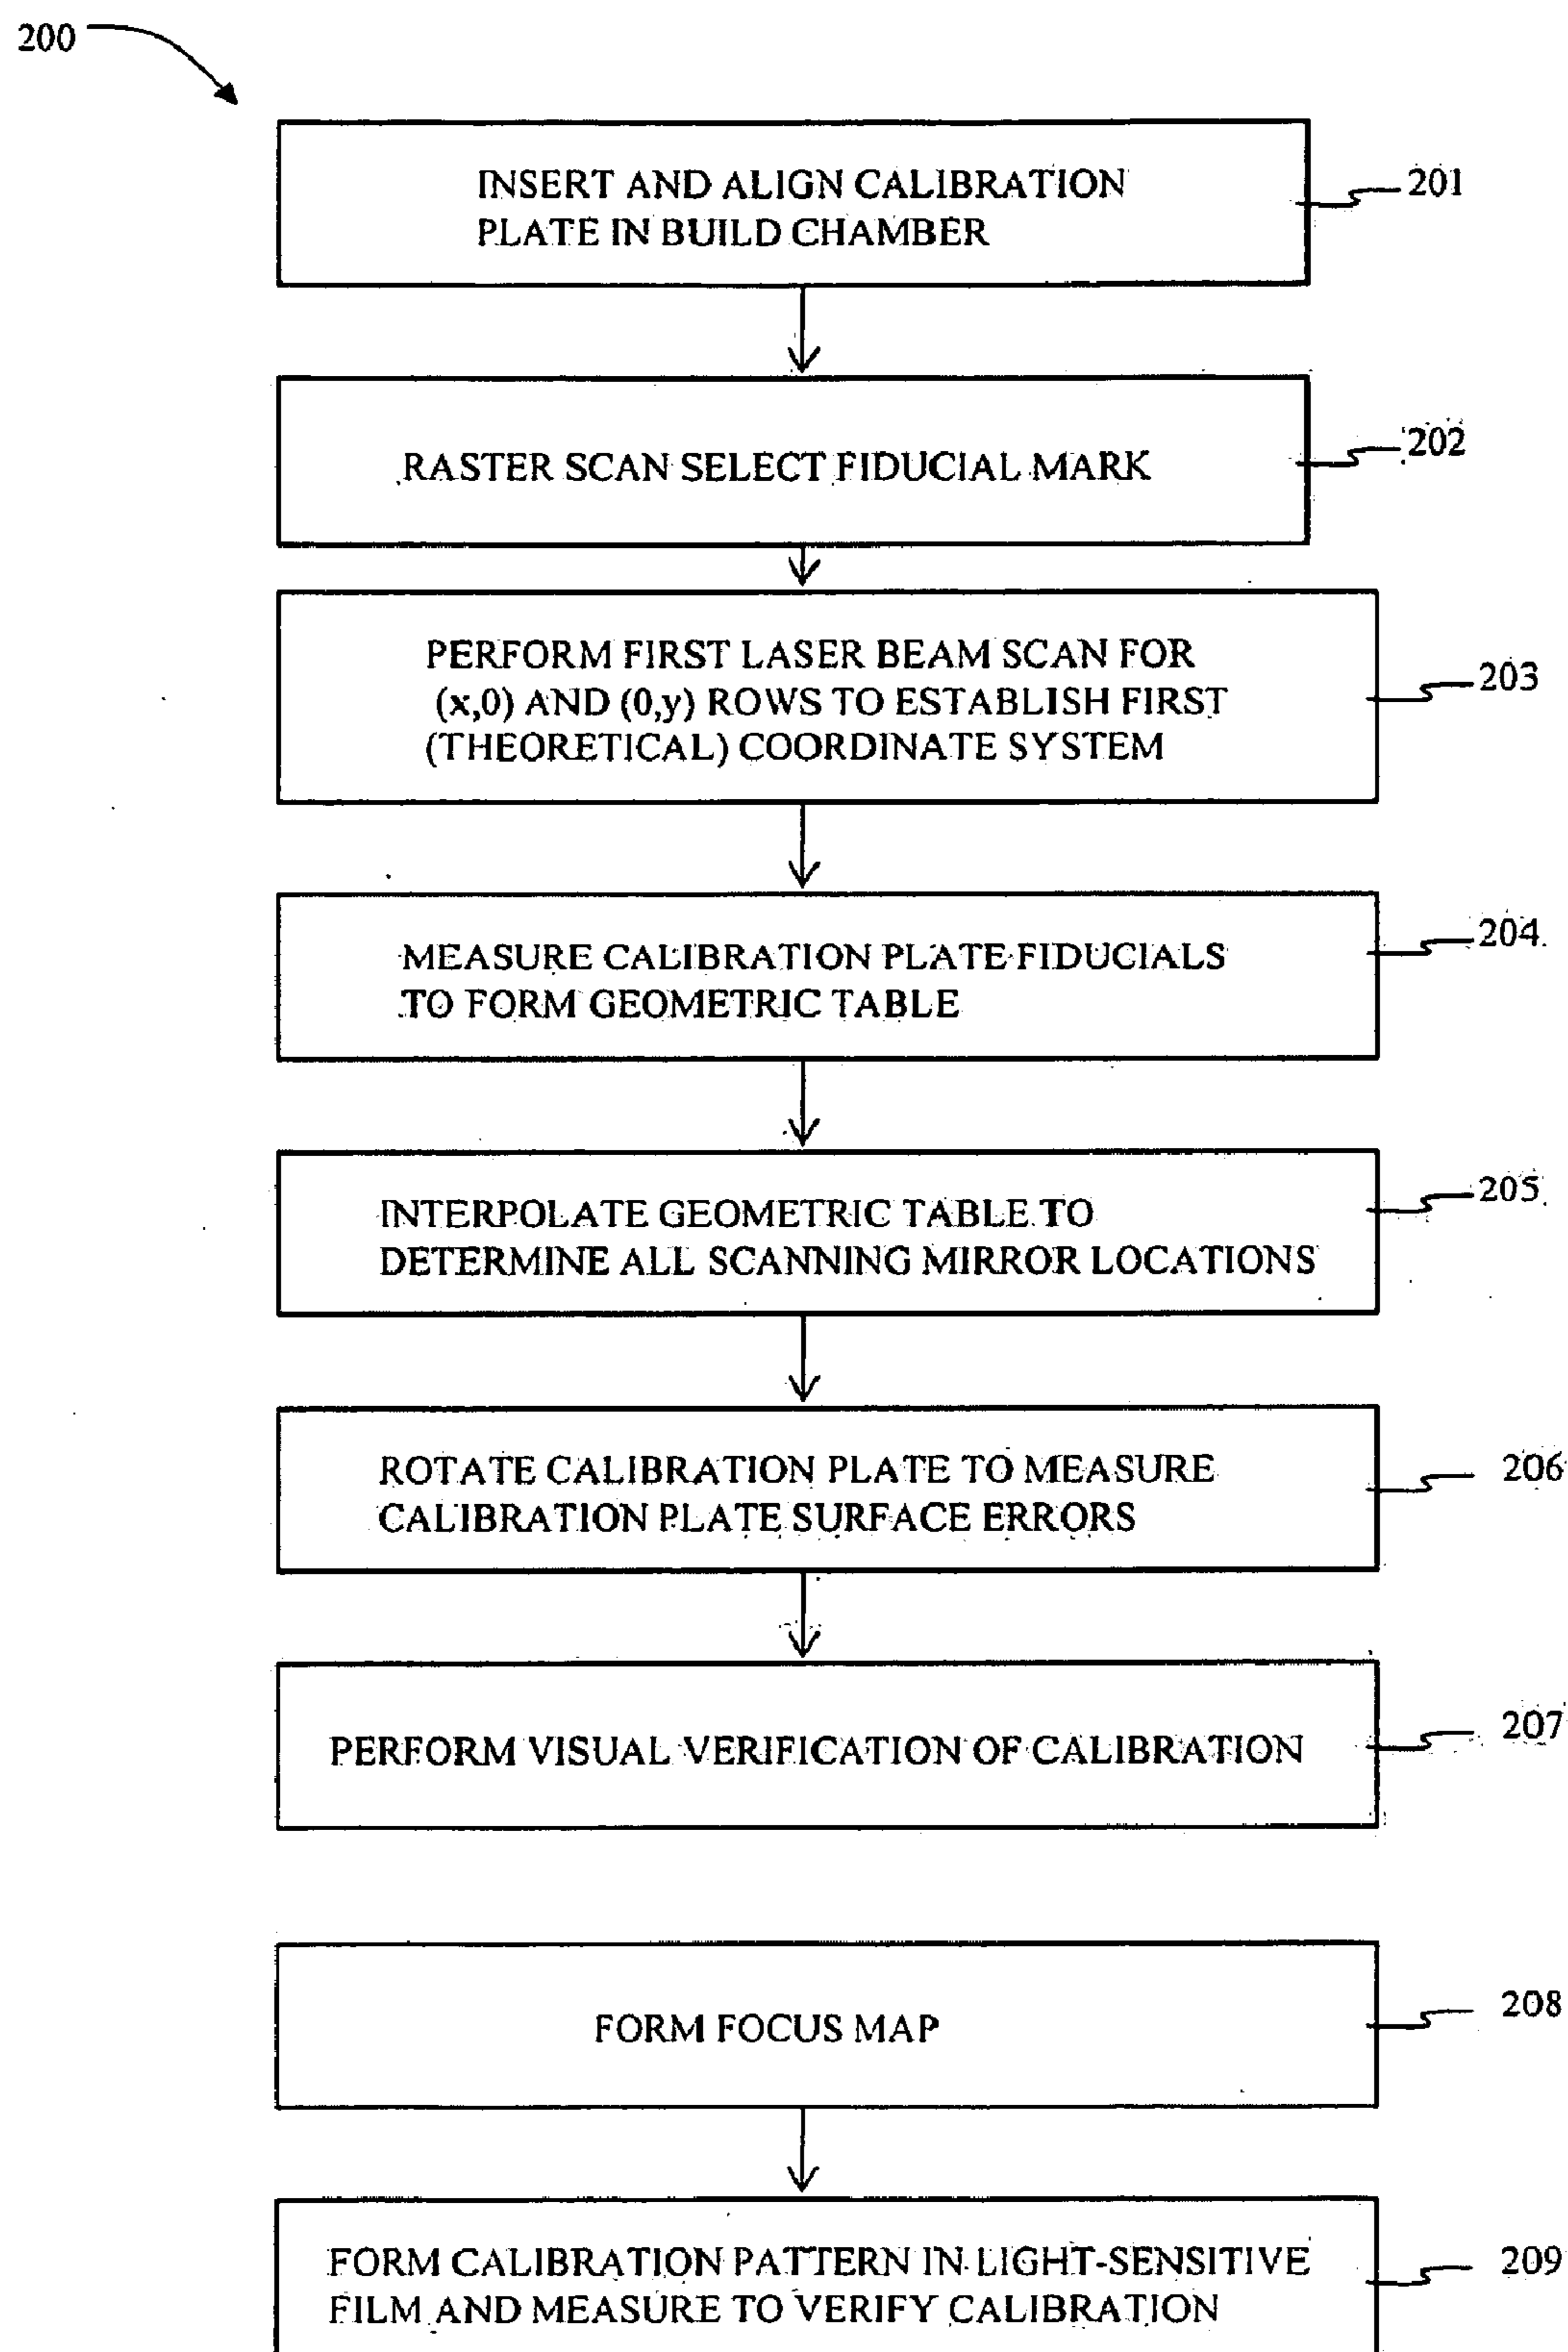 200
INSERT AND ALIGN CALIBRATION
PLATE IN BUILD CHAMBER
201
RASTER SCAN SELECT FIDUCIAL MARK
202
PERFORM FIRST LASER BEAM SCAN FOR
(x,0) AND (0,y) ROWS TO ESTABLISH FIRST
(THEORETICAL) COORDINATE SYSTEM
203
MEASURE CALIBRATION PLATE FIDUCIALS
TO FORM GEOMETRIC TABLE
204
INTERPOLATE GEOMETRIC TABLE TO
DETERMINE ALL SCANNING MIRROR LOCATIONS
205
ROTATE CALIBRATION PLATE TO MEASURE
CALIBRATION PLATE SURFACE ERRORS
206
PERFORM VISUAL VERIFICATION OF CALIBRATION
207
FORM FOCUS MAP
208
FORM CALIBRATION PATTERN IN LIGHT-SENSITIVE
FILM AND MEASURE TO VERIFY CALIBRATION
209